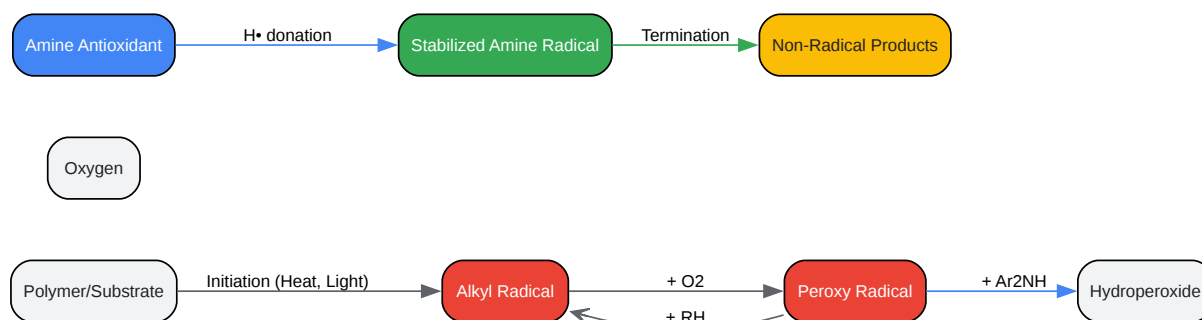 Amine Antioxidant
H• donation
Stabilized Amine Radical
Termination
Non-Radical Products
Oxygen
Polymer/Substrate
Initiation (Heat, Light)
Alkyl Radical
+ O2
Peroxy Radical
+ Ar2NH
Hydroperoxide
+ RH